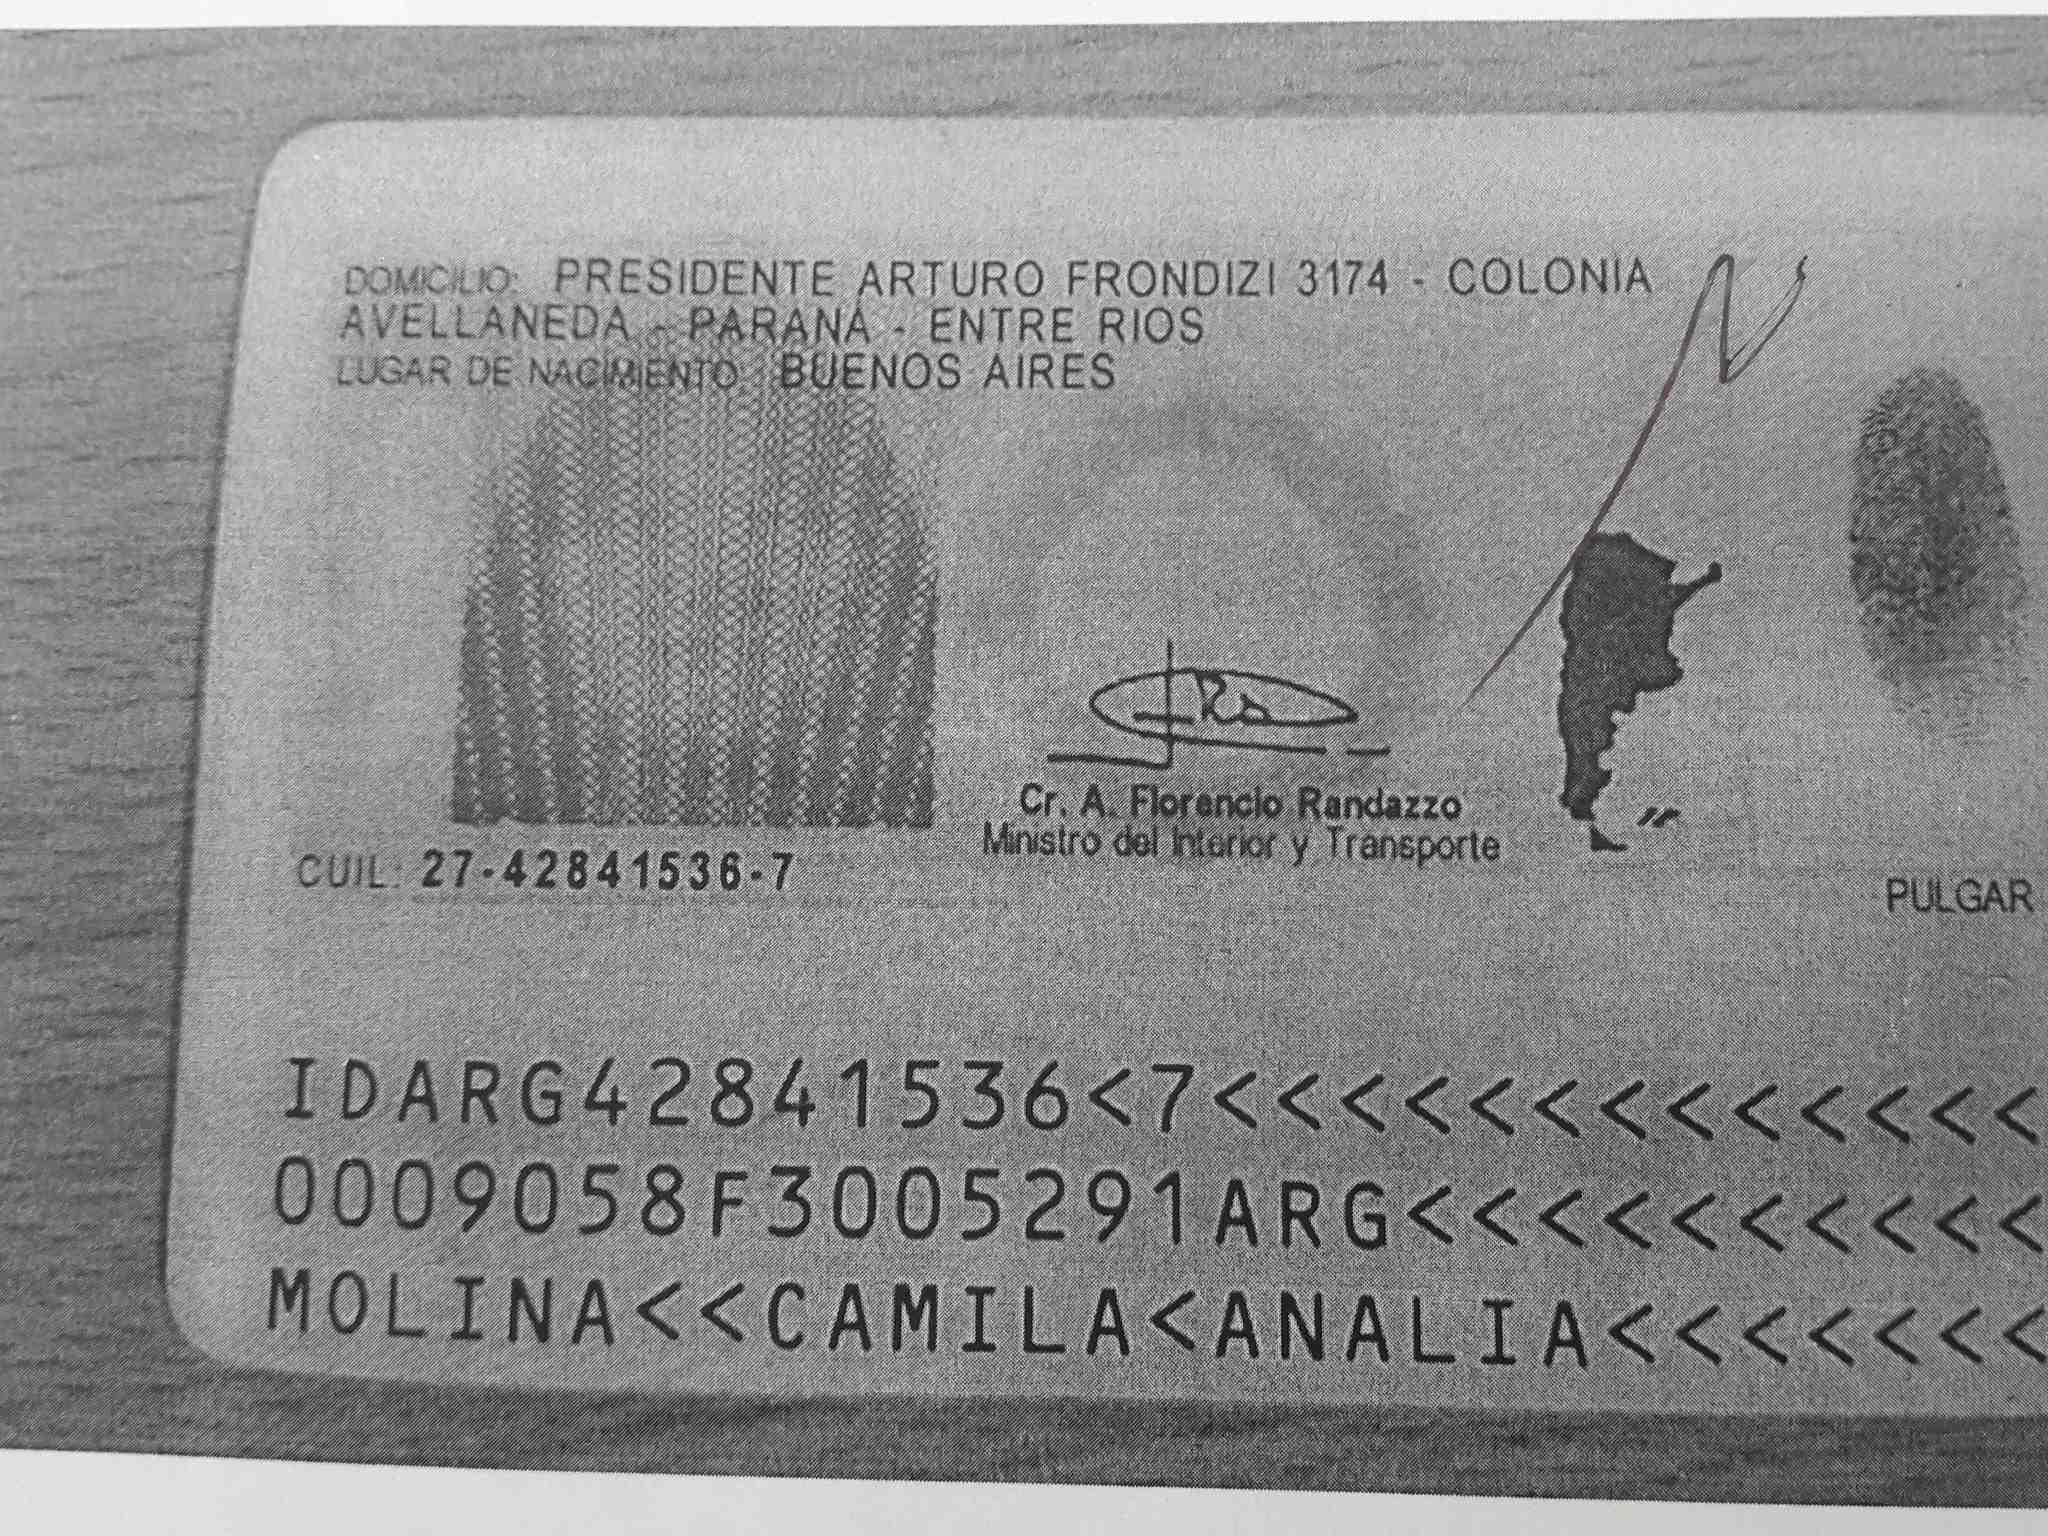 DOMICILIO: PRESIDENTE ARTURO FRONDIZI 3174 - COLONIA
AVELLANEDA - PARANÁ - ENTRE RIOS
LUGAR DE NACIMIENTO: BUENOS AIRES
Cr. A. Florencio Randazzo
Ministro del Interior y Transporte
CUIL: 27-42841536-7
PULGAR
IDARG42841536<7<<<<<<<<<<<<<
0009058F3005291ARG<<<<<<<<<<
MOLINA<<CAMILA<ANALIA<<<<<<<